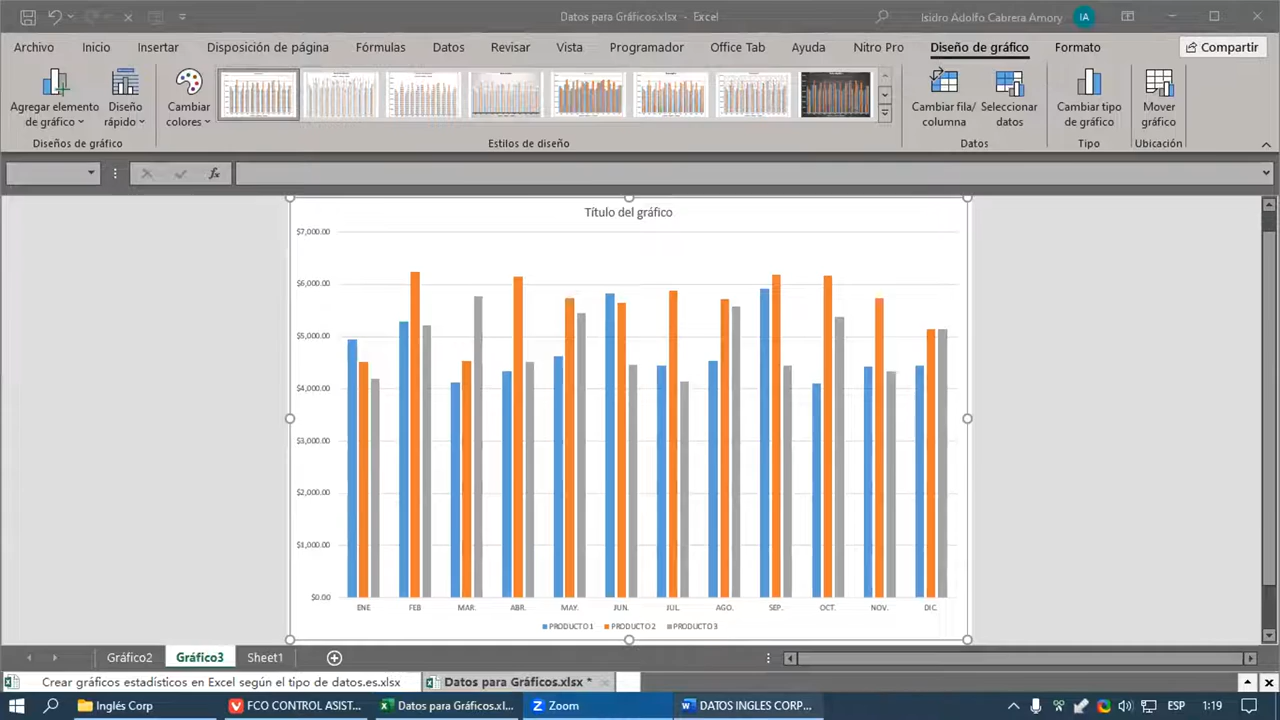 Datos para Gráficos.xlsx - Excel
Isidro Adolfo Cabrera Amory
IA
Archivo
Inicio
Insertar
Disposición de página
Fórmulas
Datos
Revisar
Vista
Programador
Office Tab
Ayuda
Nitro Pro
Diseño de gráfico
Formato
Compartir
Agregar elemento
de gráfico
Diseño
rápido
Cambiar
colores
Cambiar fila/
columna
Seleccionar
datos
Cambiar tipo
de gráfico
Mover
gráfico
Diseños de gráfico
Estilos de diseño
Datos
Tipo
Ubicación
fx
Título del gráfico
$7,000.00
$6,000.00
$5,000.00
$4,000.00
$3,000.00
$2,000.00
$1,000.00
$0.00
ENE
FEB
MAR.
ABR.
MAY.
JUN.
JUL.
AGO.
SEP.
OCT.
NOV.
DIC.
PRODUCTO 1
PRODUCTO 2
PRODUCTO 3
Gráfico2
Gráfico3
Sheet1
Crear gráficos estadísticos en Excel según el tipo de datos.es.xlsx
Datos para Gráficos.xlsx *
Inglés Corp
FCO CONTROL ASIST...
Datos para Gráficos.xl...
Zoom
DATOS INGLES CORP...
ESP
1:19